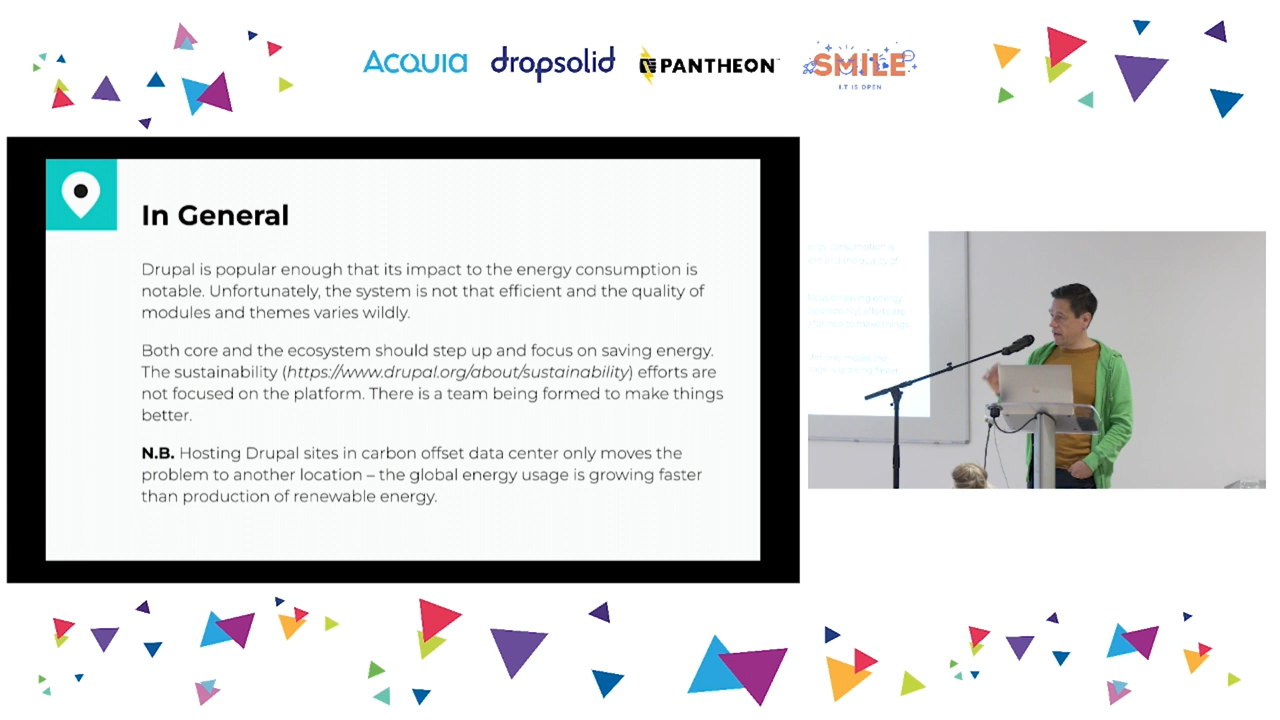 ACQUIA dropsolid PANTHEON SMILE
I.T IS OPEN
In General
Drupal is popular enough that its impact to the energy consumption is
notable. Unfortunately, the system is not that efficient and the quality of
modules and themes varies wildly.
Both core and the ecosystem should step up and focus on saving energy.
The sustainability (https://www.drupal.org/about/sustainability) efforts are
not focused on the platform. There is a team being formed to make things
better.
N.B. Hosting Drupal sites in carbon offset data center only moves the
problem to another location – the global energy usage is growing faster
than production of renewable energy.